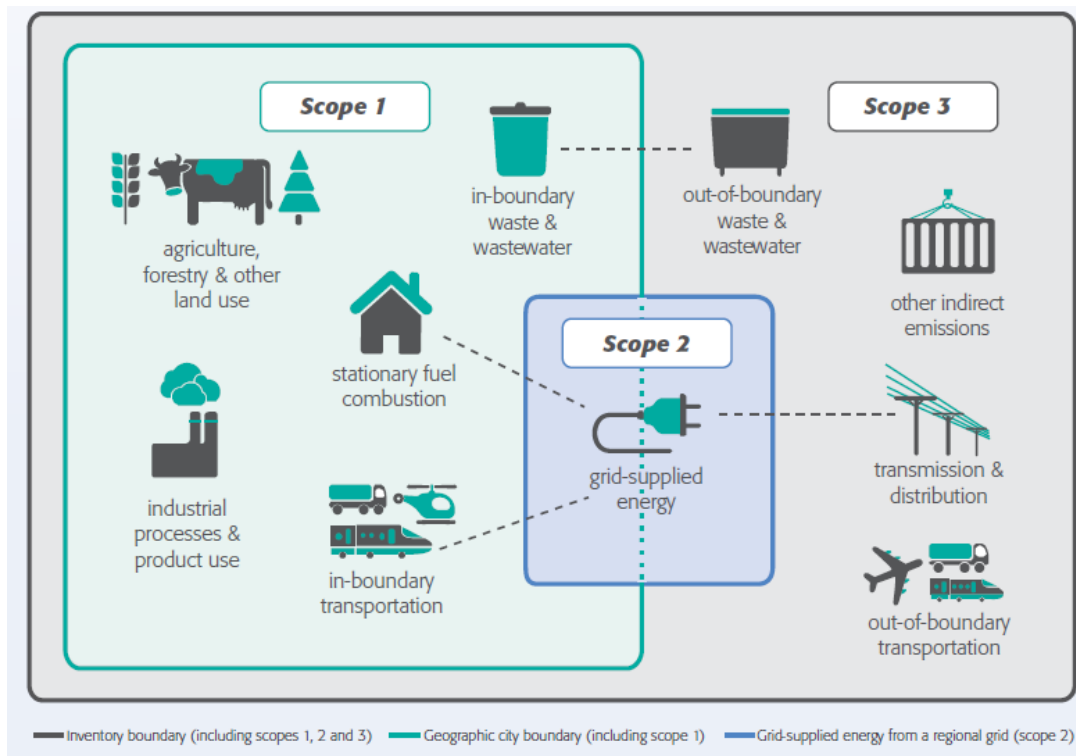 Scope 1
Scope 3
in-boundary
waste &
wastewater
out-of-boundary
waste &
wastewater
agriculture,
forestry & other
land use
other indirect
emissions
Scope 2
stationary fuel
combustion
grid-supplied
energy
transmission &
distribution
industrial
processes &
product use
in-boundary
transportation
out-of-boundary
transportation
Inventory boundary (including scopes 1, 2 and 3)
Geographic city boundary (including scope 1)
Grid-supplied energy from a regional grid (scope 2)